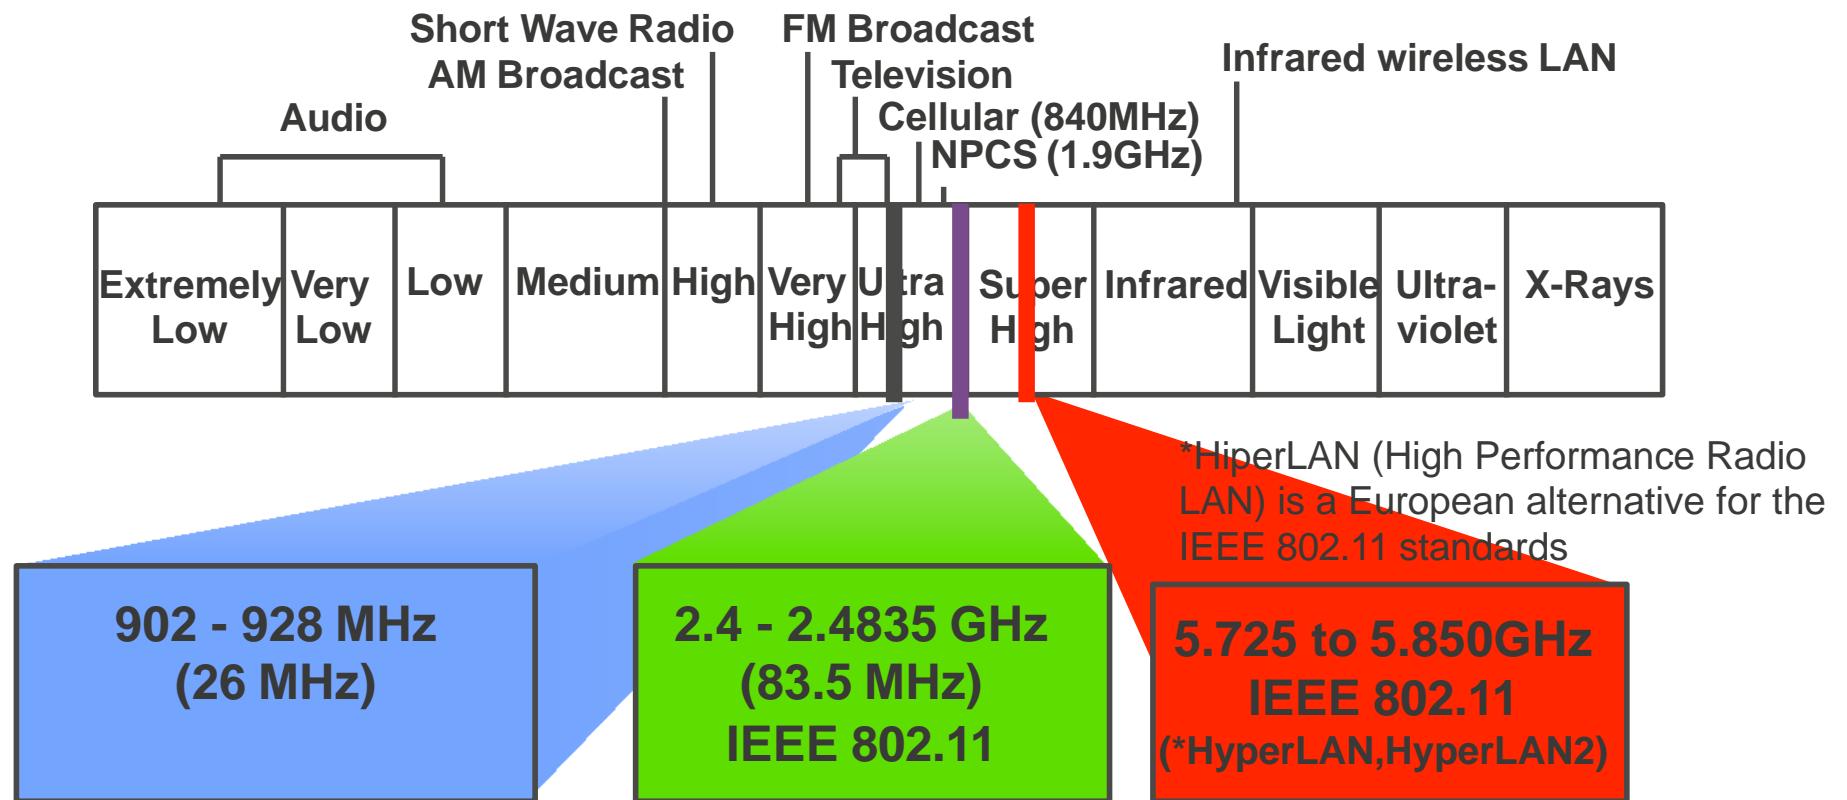 Short Wave Radio
FM Broadcast
Infrared wireless LAN
AM Broadcast
Television
Audio
Cellular (840MHz)
NPCS (1.9GHz)
Extremely
Low
Very
Low
Low
Medium
High
Very
High
Ultra
High
Super
High
Infrared
Visible
Light
Ultra-
violet
X-Rays
*HiperLAN (High Performance Radio
LAN) is a European alternative for the
IEEE 802.11 standards
902 - 928 MHz
(26 MHz)
2.4 - 2.4835 GHz
(83.5 MHz)
IEEE 802.11
5.725 to 5.850GHz
IEEE 802.11
(*HyperLAN,HyperLAN2)